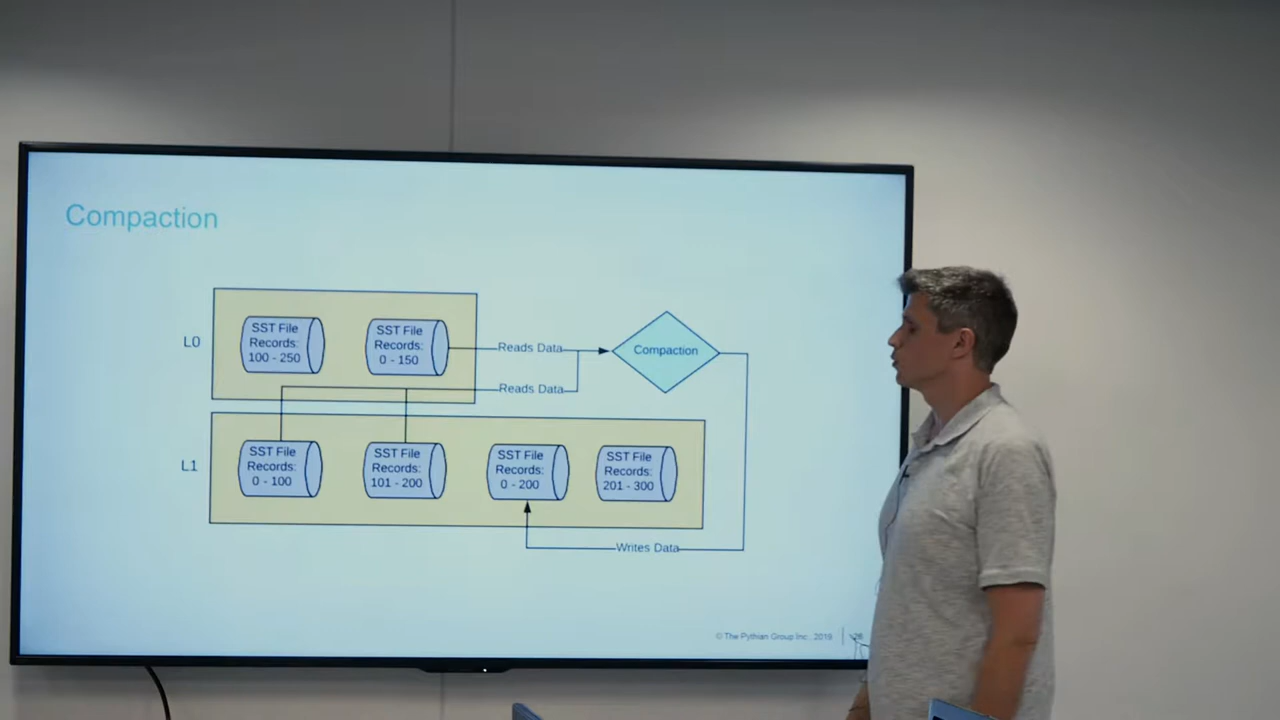 Compaction
L0
SST File
Records:
100 - 250
SST File
Records:
0 - 150
Reads Data
Reads Data
Compaction
L1
SST File
Records:
0 - 100
SST File
Records:
101 - 200
SST File
Records:
0 - 200
SST File
Records:
201 - 300
Writes Data
© The Pythian Group Inc., 2019